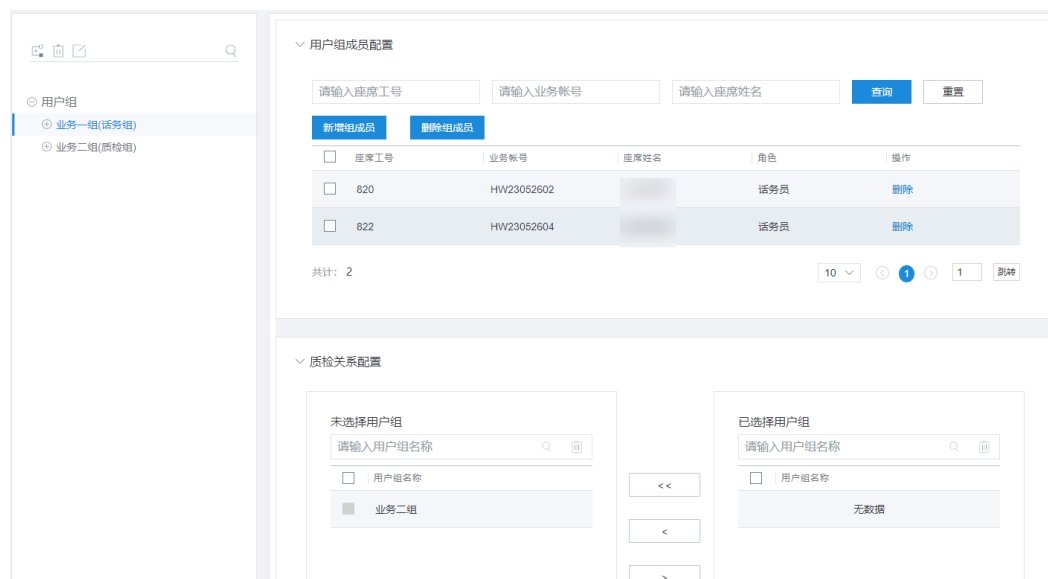 用户组
业务一组(话务组)
业务二组(质检组)
用户组成员配置
请输入座席工号 请输入业务帐号 请输入座席姓名 查询 重置
新增组成员 删除组成员
座席工号 业务帐号 座席姓名 角色 操作
820 HW23052602 话务员 删除
822 HW23052604 话务员 删除
共计: 2 10 1 1 跳转
质检关系配置
未选择用户组
请输入用户组名称
用户组名称
业务二组
<<
<
>
已选择用户组
请输入用户组名称
用户组名称
无数据